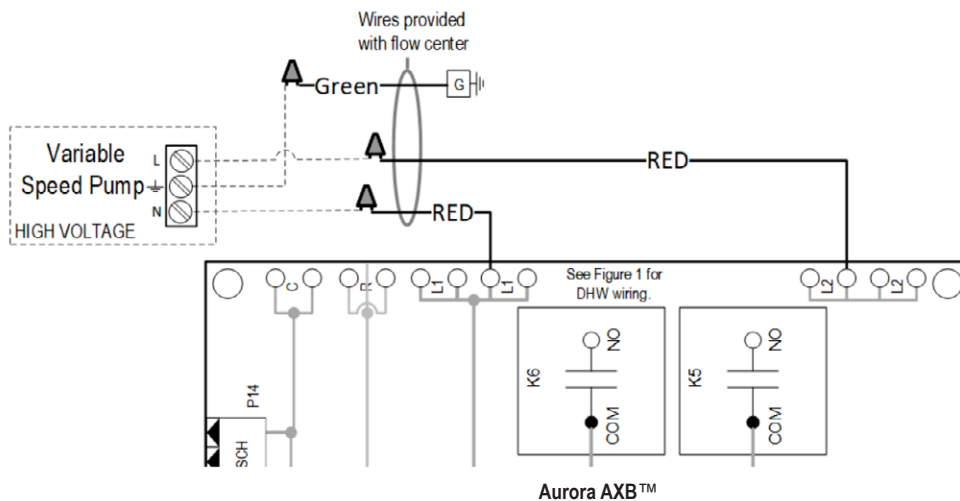 Wires provided
with flow center
Green
G
Variable
Speed Pump
L
N
HIGH VOLTAGE
RED
RED
C
R
L1
L1
See Figure 1 for
DHW wiring.
L2
L2
K6
NO
COM
K5
NO
COM
P14
SCH
Aurora AXB™